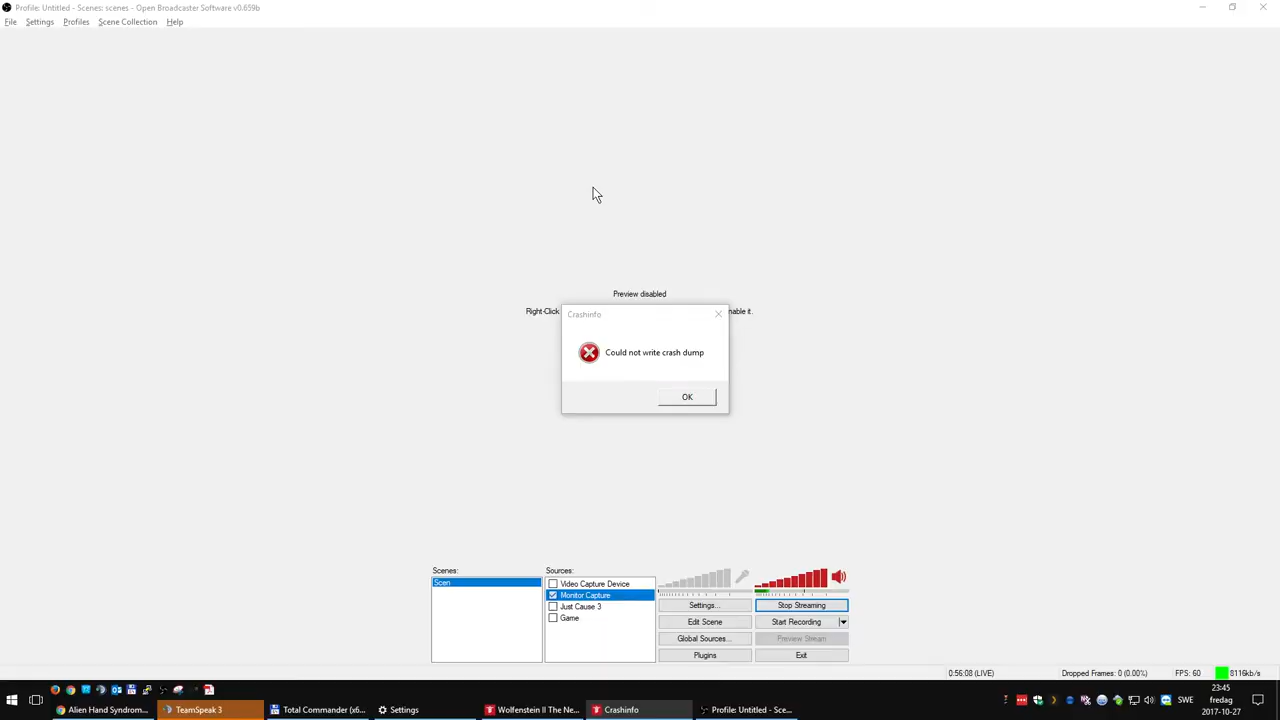 Profile: Untitled - Scenes: scenes - Open Broadcaster Software v0.659b
File Settings Profiles Scene Collection Help
Preview disabled
Right-Click nable it.
Crashinfo
Could not write crash dump
OK
Scenes:
Scen
Sources:
Video Capture Device
Monitor Capture
Just Cause 3
Game
Settings... Stop Streaming
Edit Scene Start Recording
Global Sources... Preview Stream
Plugins Exit
0:56:08 (LIVE) Dropped Frames: 0 (0.00%) FPS: 60 8116kb/s
Alien Hand Syndrom... TeamSpeak 3 Total Commander (x6... Settings Wolfenstein II The Ne... Crashinfo Profile: Untitled - Sce... SWE
23:45
fredag
2017-10-27